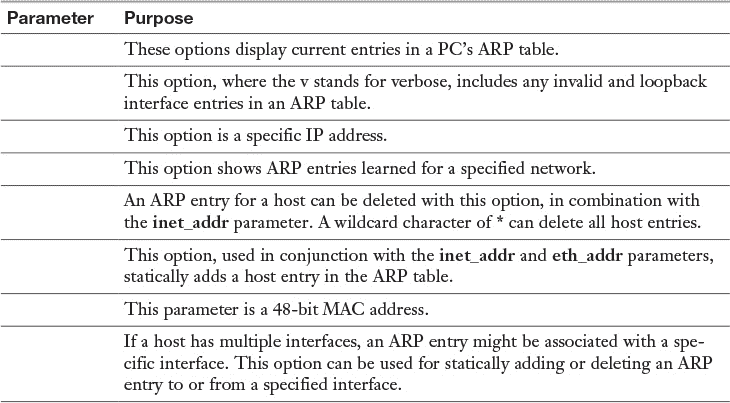 Parameter Purpose
These options display current entries in a PC's ARP table.
This option, where the v stands for verbose, includes any invalid and loopback
interface entries in an ARP table.
This option is a specific IP address.
This option shows ARP entries learned for a specified network.
An ARP entry for a host can be deleted with this option, in combination with
the inet_addr parameter. A wildcard character of * can delete all host entries.
This option, used in conjunction with the inet_addr and eth_addr parameters,
statically adds a host entry in the ARP table.
This parameter is a 48-bit MAC address.
If a host has multiple interfaces, an ARP entry might be associated with a spe-
cific interface. This option can be used for statically adding or deleting an ARP
entry to or from a specified interface.